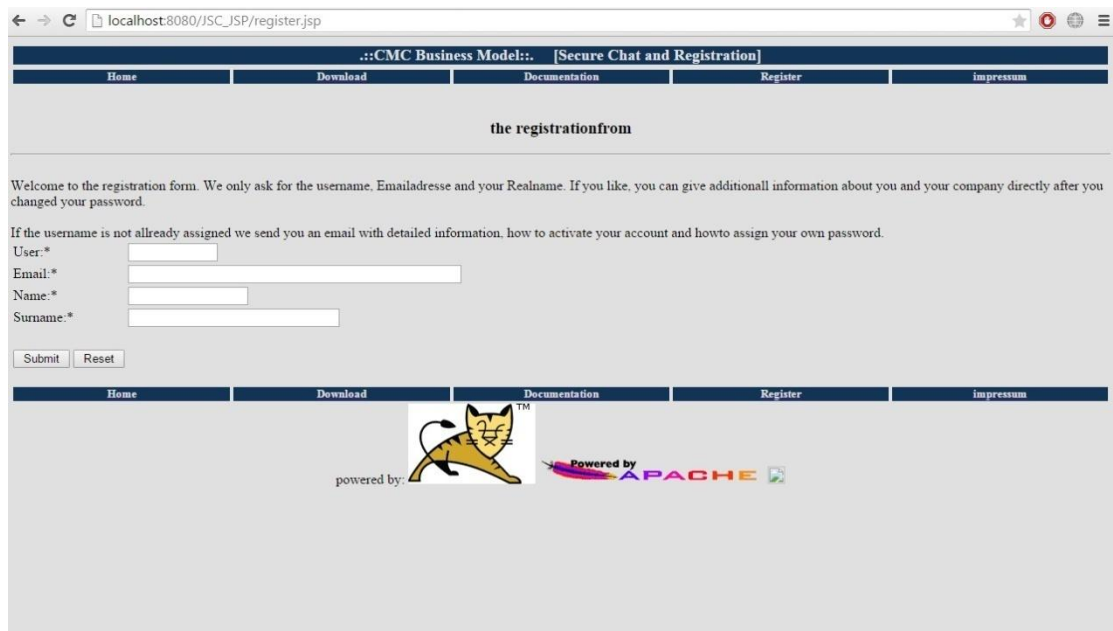 localhost:8080/JSC_JSP/register.jsp
.::CMC Business Model::. [Secure Chat and Registration]
Home Download Documentation Register impressum
the registrationfrom
Welcome to the registration form. We only ask for the username, Emailadresse and your Realname. If you like, you can give additionall information about you and your company directly after you
changed your password.
If the username is not allready assigned we send you an email with detailed information, how to activate your account and howto assign your own password.
User:*
Email:*
Name:*
Surname:*
Submit Reset
Home Download Documentation Register impressum
TM
powered by:
Powered by
APACHE